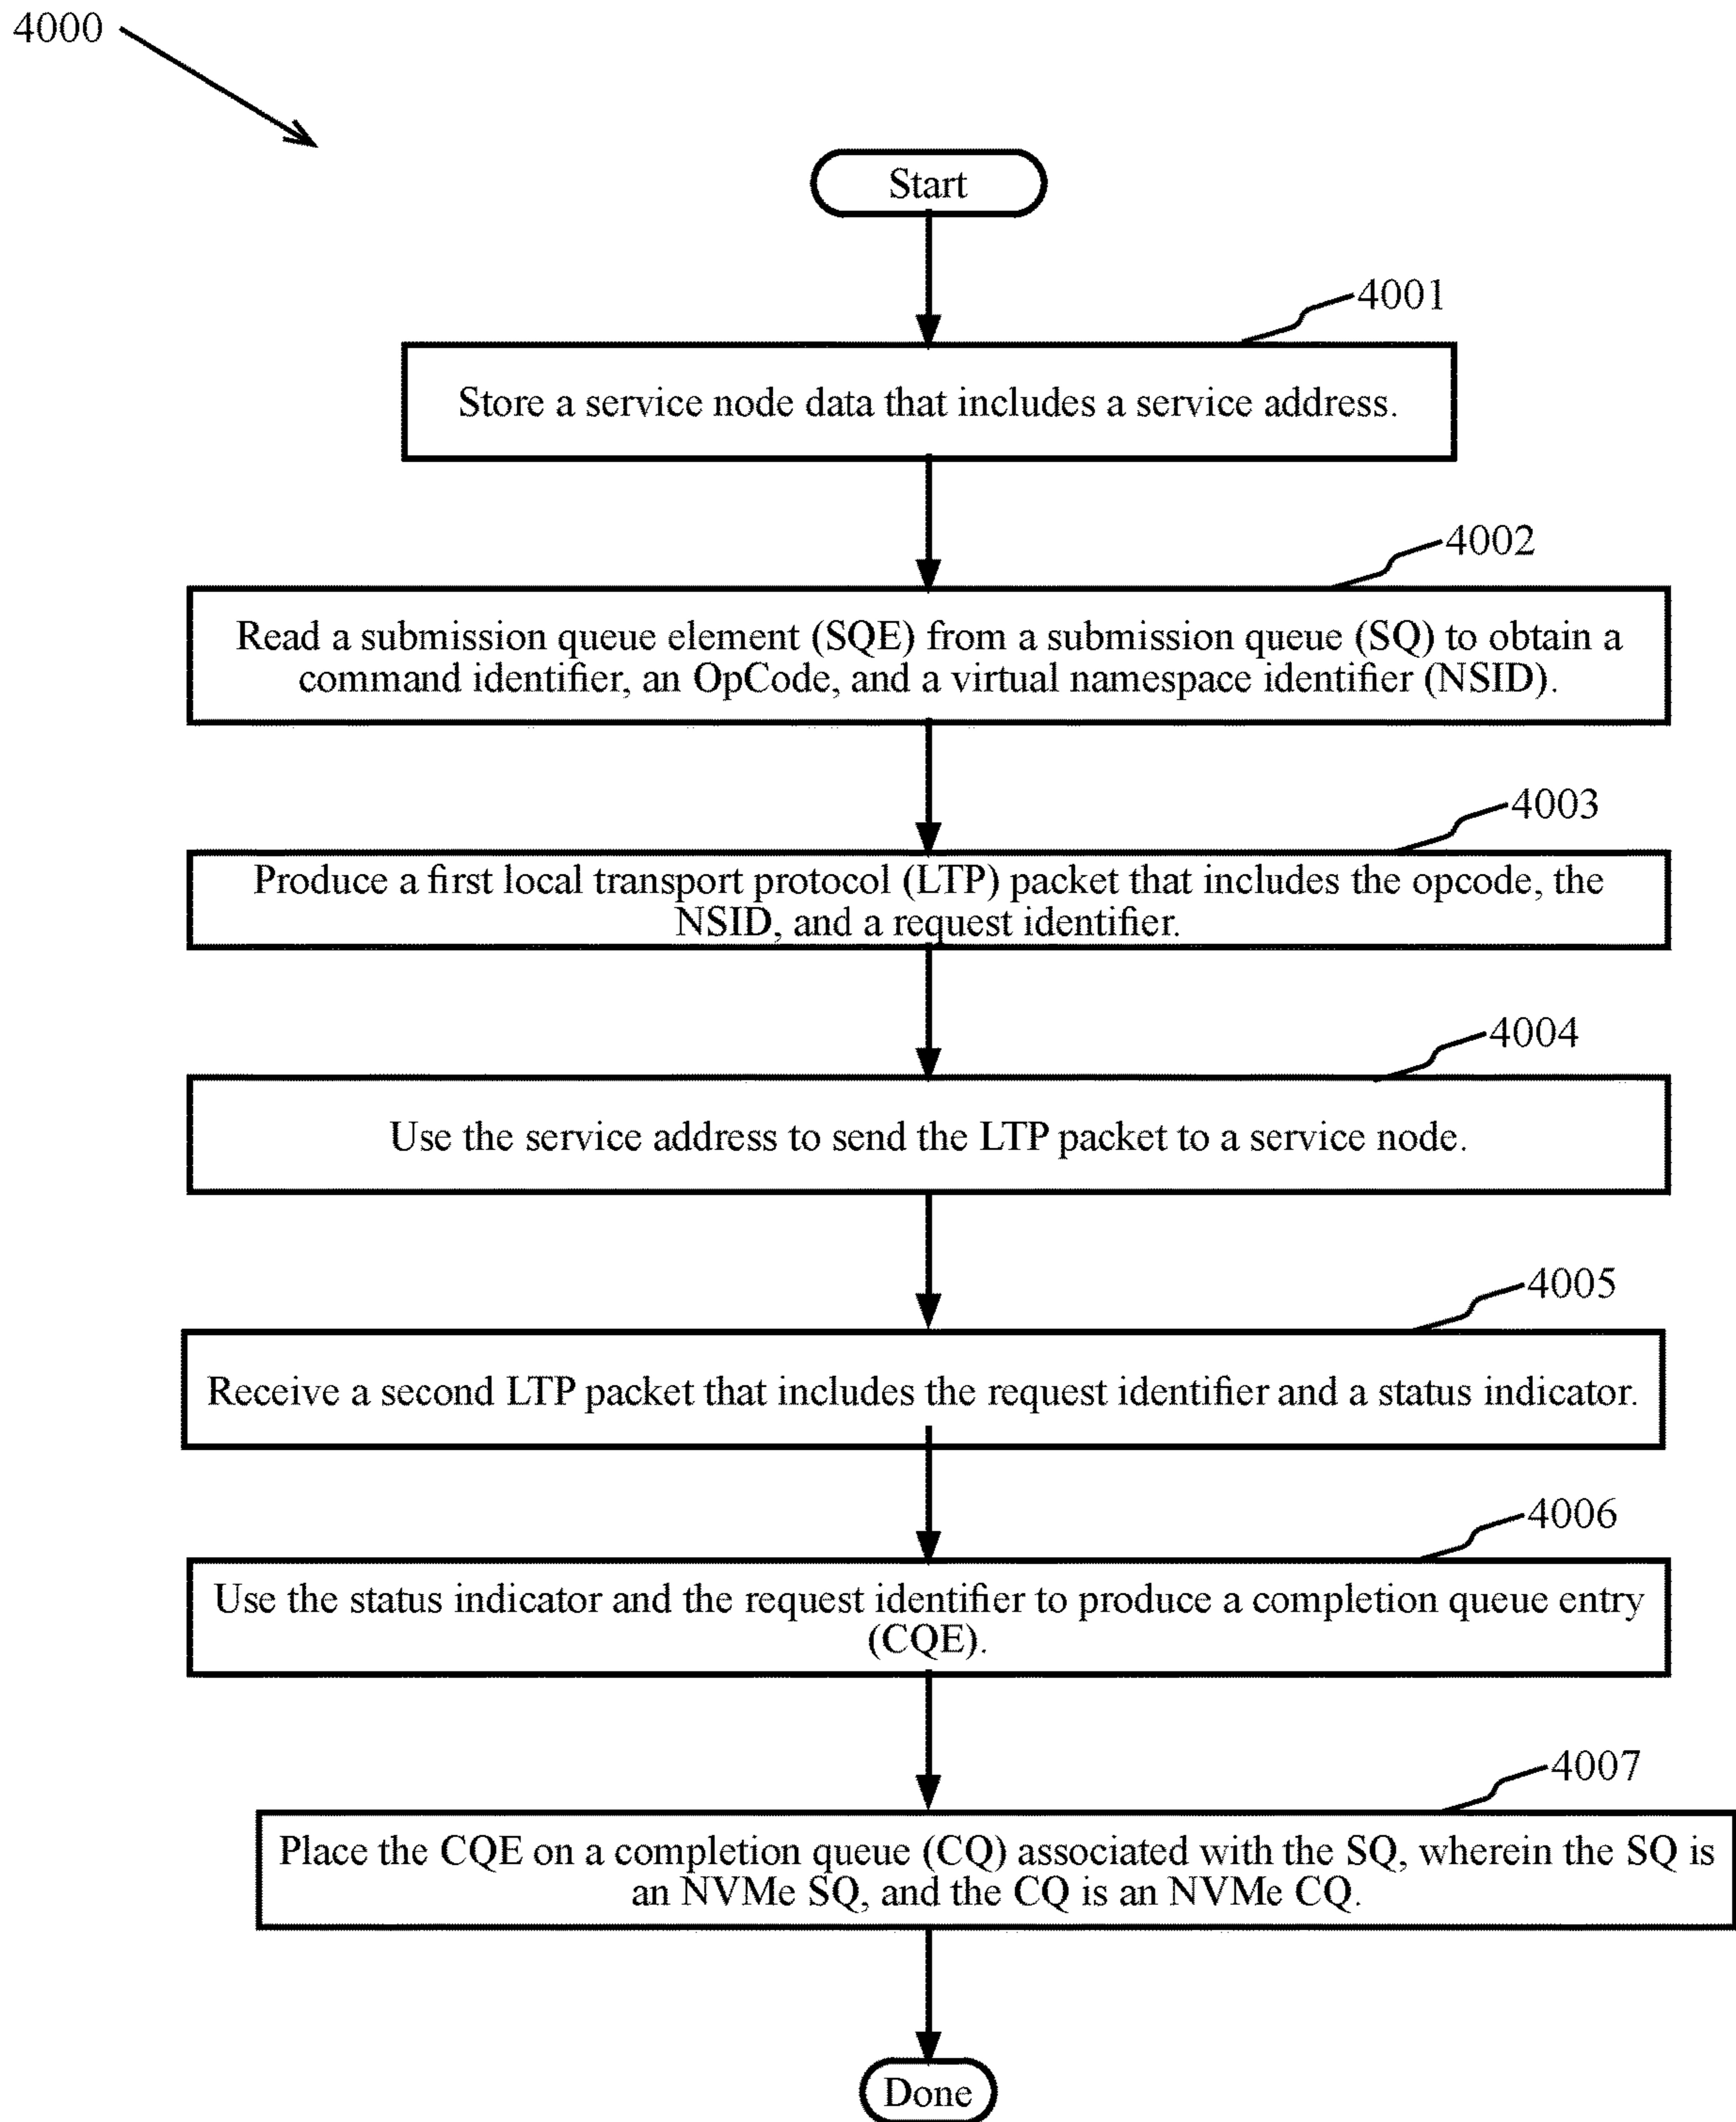 4000
Start
4001
Store a service node data that includes a service address.
4002
Read a submission queue element (SQE) from a submission queue (SQ) to obtain a
command identifier, an OpCode, and a virtual namespace identifier (NSID).
4003
Produce a first local transport protocol (LTP) packet that includes the opcode, the
NSID, and a request identifier.
4004
Use the service address to send the LTP packet to a service node.
4005
Receive a second LTP packet that includes the request identifier and a status indicator.
4006
Use the status indicator and the request identifier to produce a completion queue entry
(CQE).
4007
Place the CQE on a completion queue (CQ) associated with the SQ, wherein the SQ is
an NVMe SQ, and the CQ is an NVMe CQ.
Done